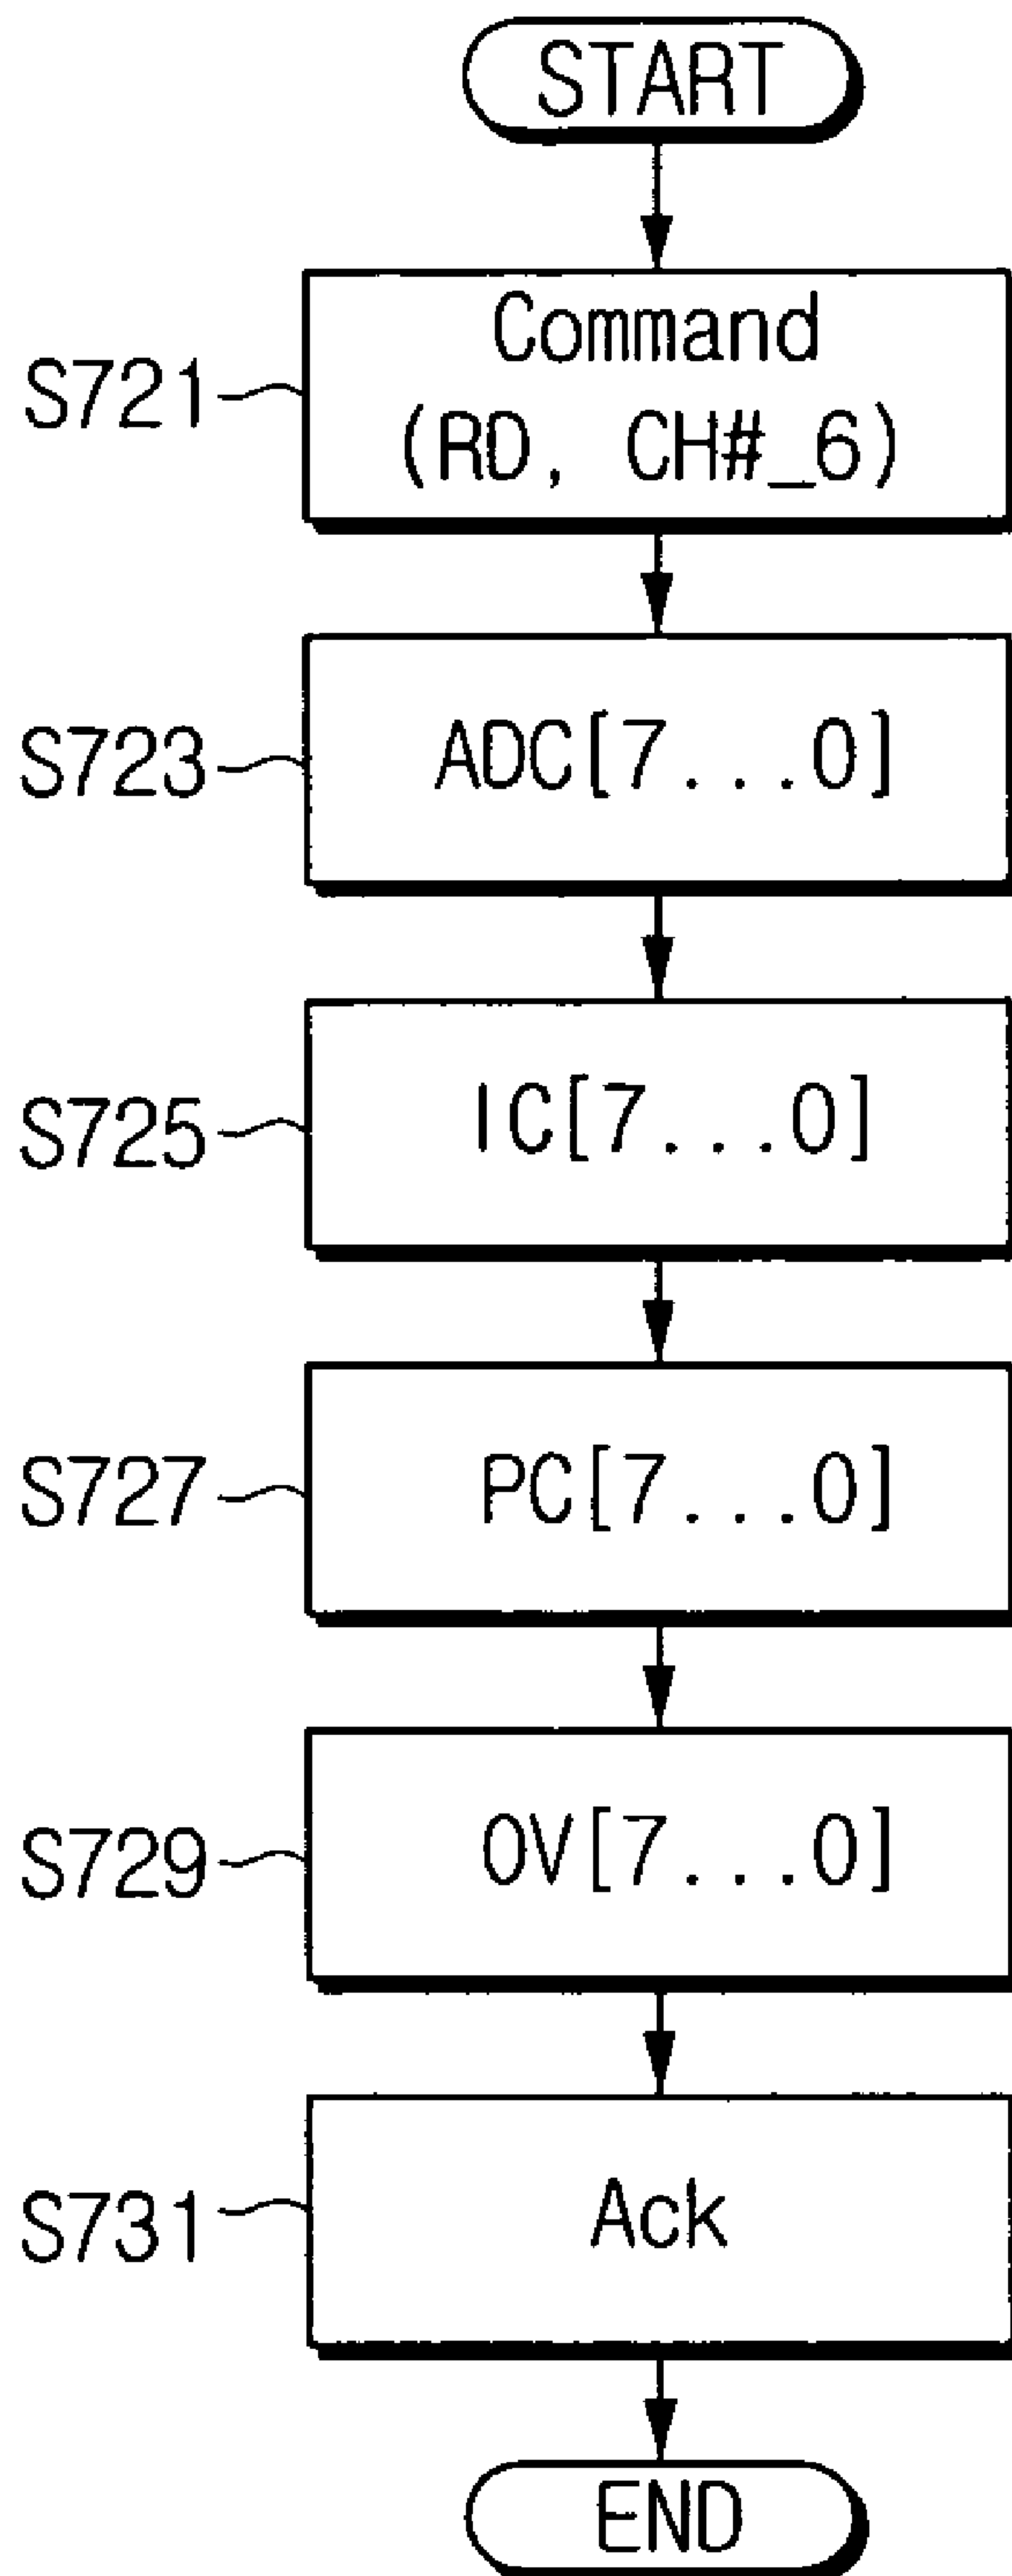 START
Command
S721
(RD, CH#_6)
S723
ADC[7...0]
S725
IC[7...0]
S727
PC[7...0]
S729
OV[7...0]
S731
Ack
END